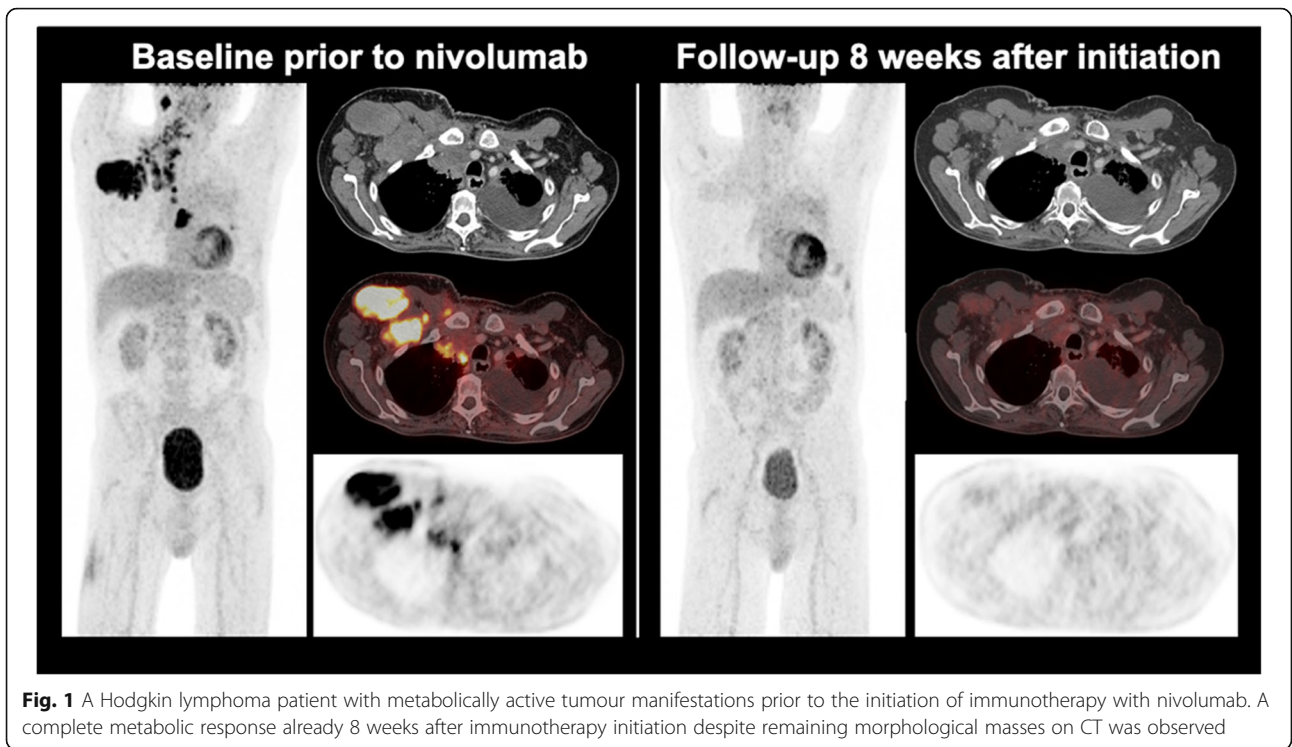 Baseline prior to nivolumab
Follow-up 8 weeks after initiation
Fig. 1 A Hodgkin lymphoma patient with metabolically active tumour manifestations prior to the initiation of immunotherapy with nivolumab. A
complete metabolic response already 8 weeks after immunotherapy initiation despite remaining morphological masses on CT was observed